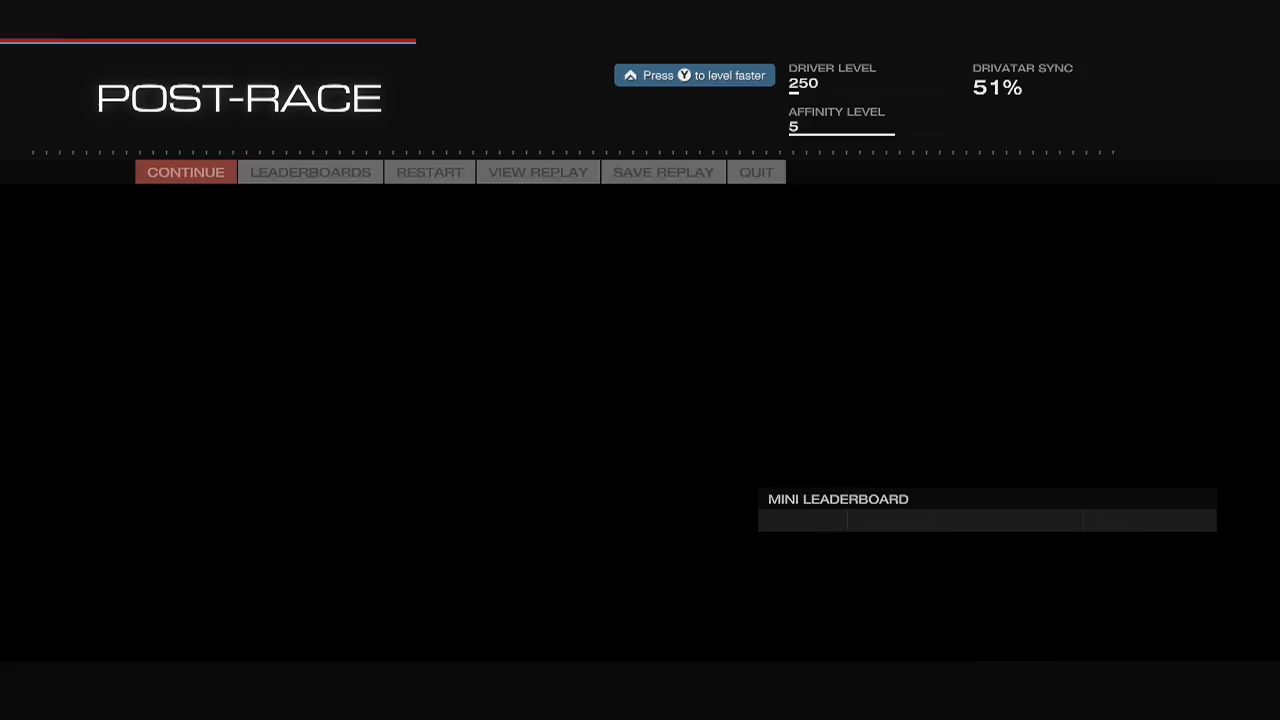 POST-RACE
Press Y to level faster
DRIVER LEVEL
250
AFFINITY LEVEL
5
DRIVATAR SYNC
51%
CONTINUE
LEADERBOARDS
RESTART
VIEW REPLAY
SAVE REPLAY
QUIT
MINI LEADERBOARD